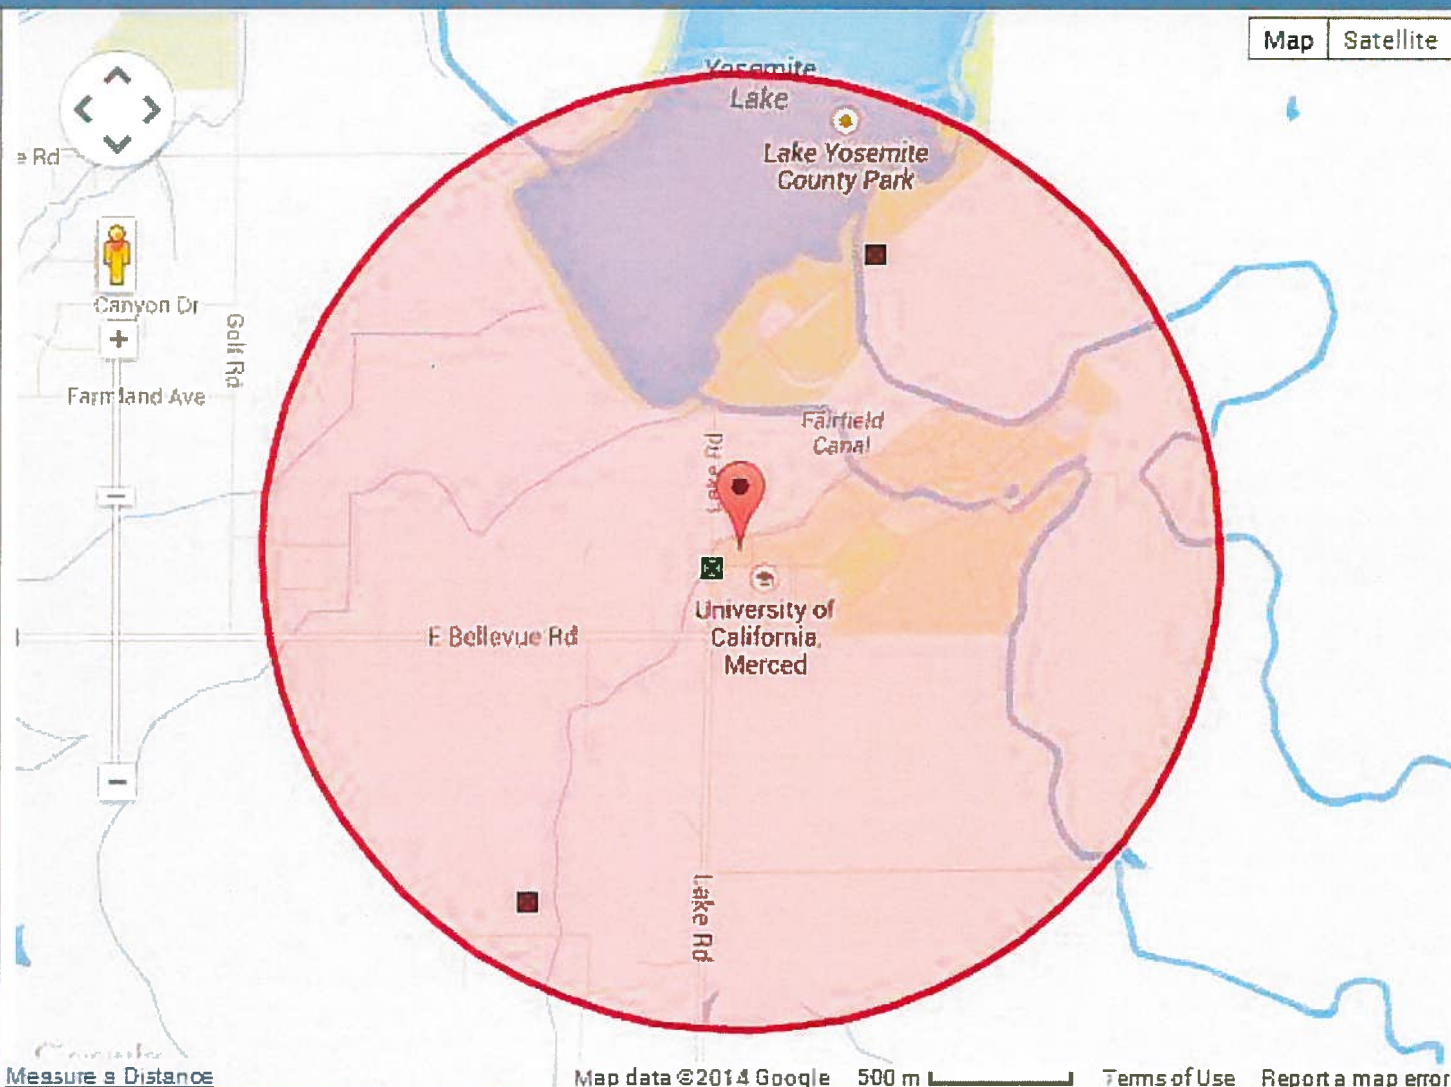 Map
Satellite
Yosemite
Lake
Lake Yosemite
County Park
e Rd
Canyon Dr
Golf Rd
Farmland Ave
Fairfield
Canal
Lake Rd
University of
California,
Merced
E Bellevue Rd
Lake Rd
Measure a Distance
Map data ©2014 Google
500 m
Terms of Use
Report a map error